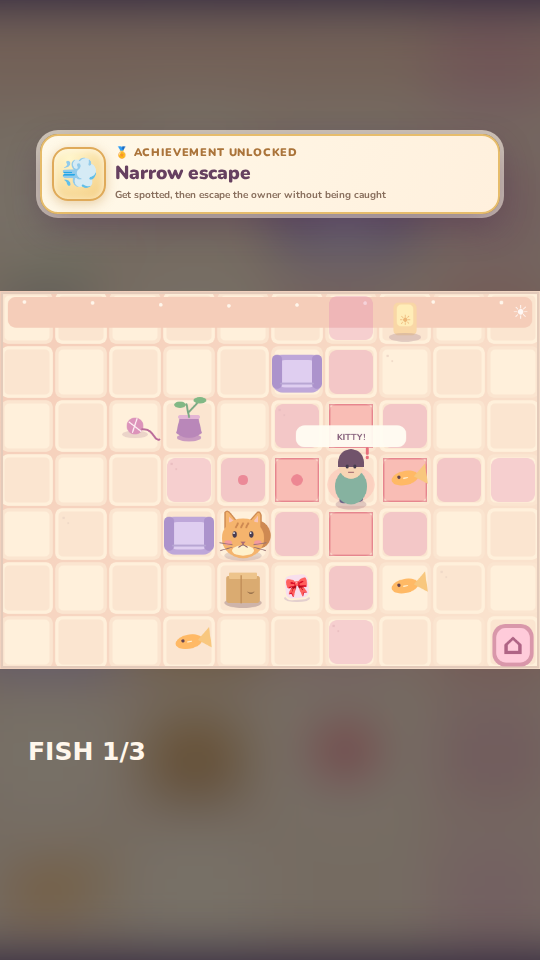 🏅 ACHIEVEMENT UNLOCKED
Narrow escape
Get spotted, then escape the owner without being caught
KITTY!
!
FISH 1/3